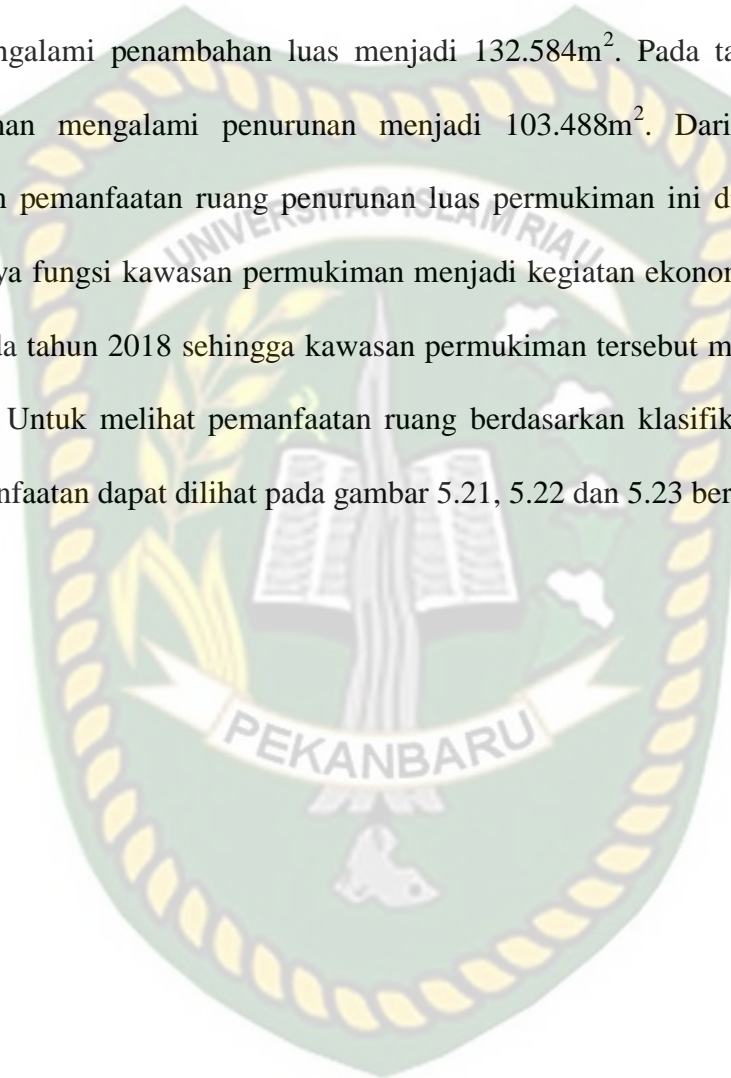 ngalami penambahan luas menjadi 132.584m². Pada ta
nan mengalami penurunan menjadi 103.488m². Dari
n pemanfaatan ruang penurunan luas permukiman ini d
UNIVERSITAS ISLAM RIAU
ya fungsi kawasan permukiman menjadi kegiatan ekonor
da tahun 2018 sehingga kawasan permukiman tersebut m
Untuk melihat pemanfaatan ruang berdasarkan klasifik
nfaatan dapat dilihat pada gambar 5.21, 5.22 dan 5.23 ber
PEKANBARU